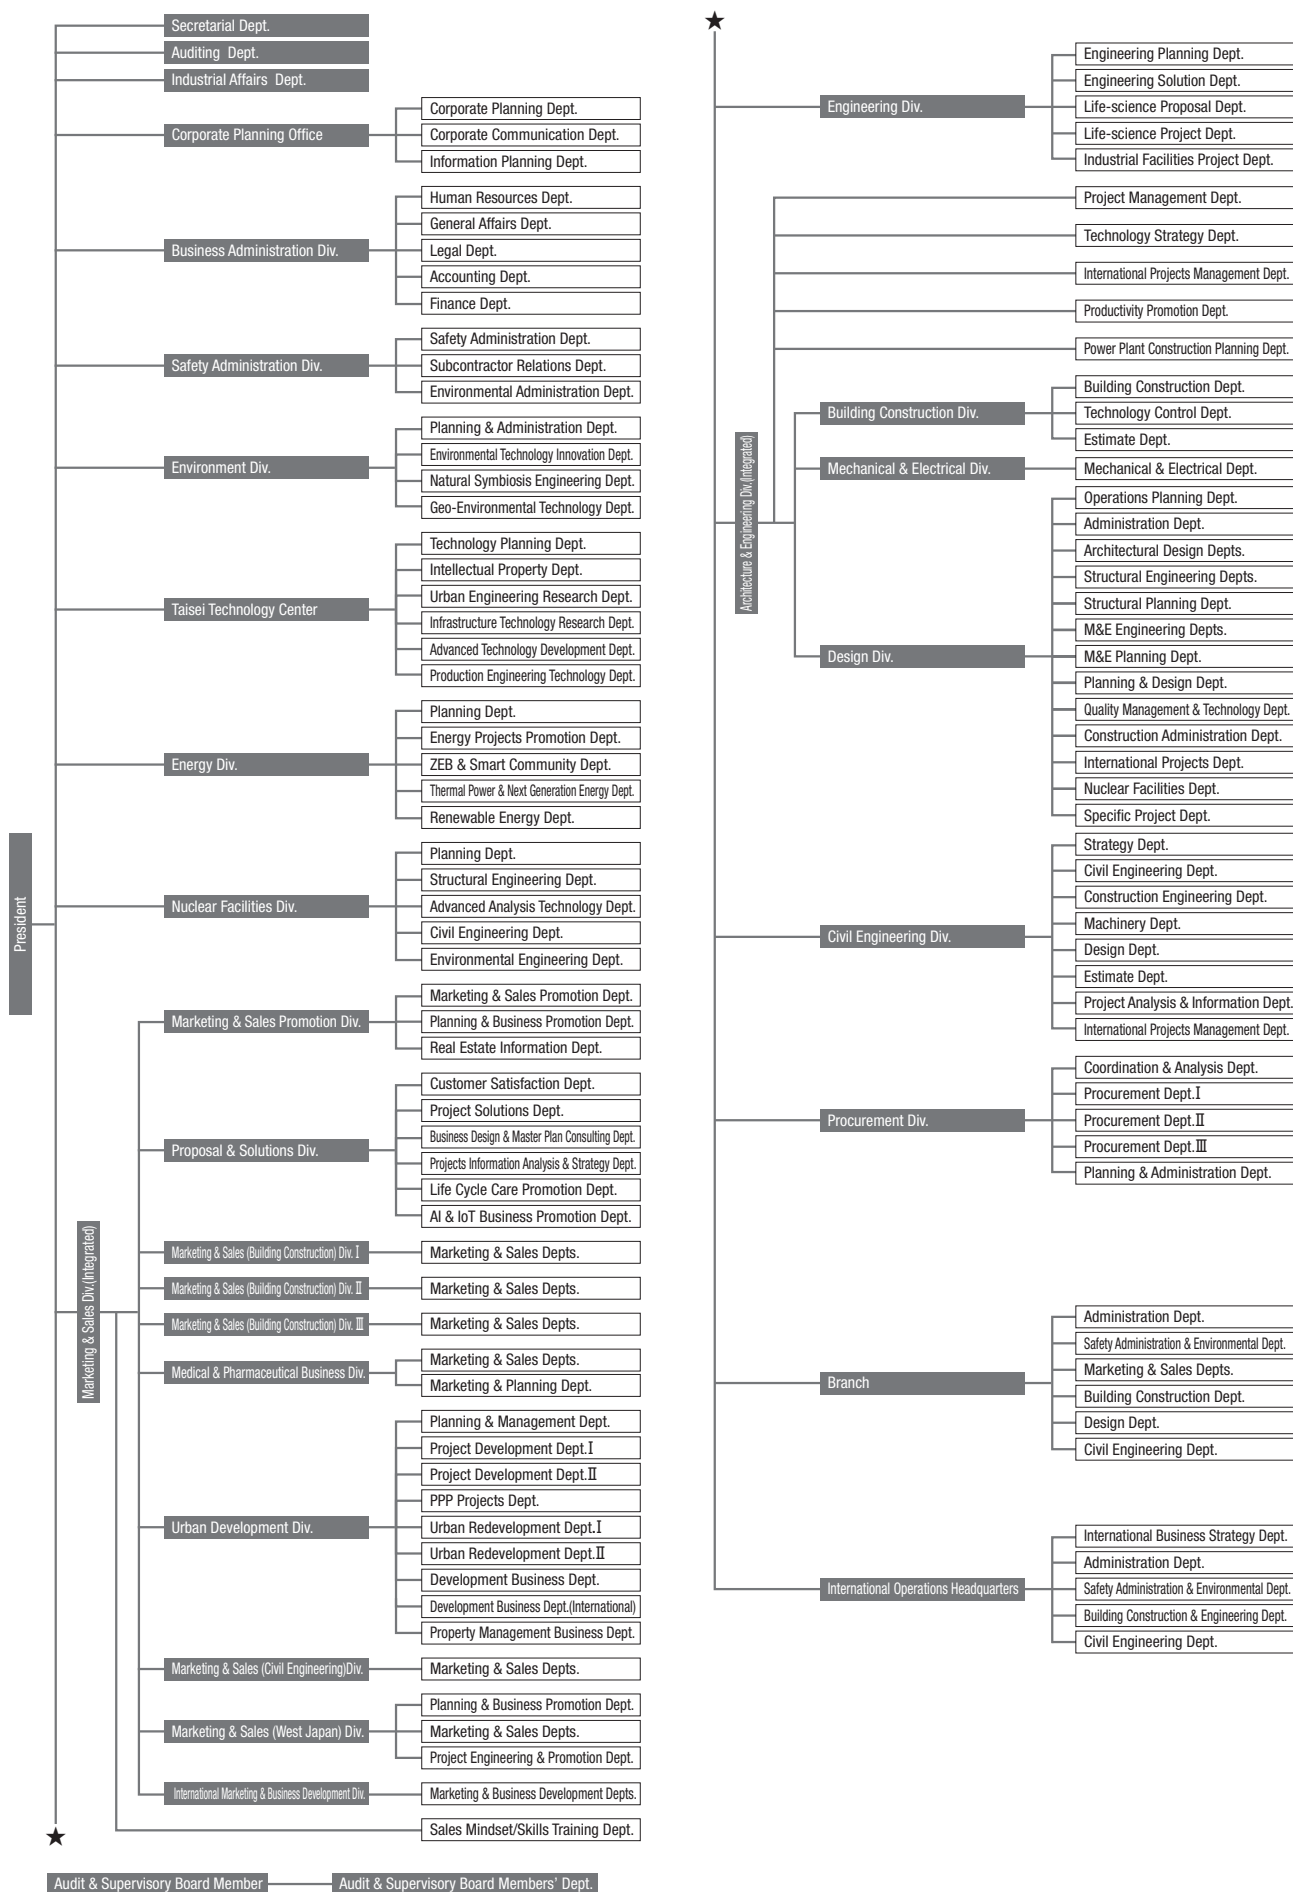 President
Secretarial Dept.
Auditing Dept.
Industrial Affairs Dept.
Corporate Planning Office
Corporate Planning Dept.
Corporate Communication Dept.
Information Planning Dept.
Business Administration Div.
Human Resources Dept.
General Affairs Dept.
Legal Dept.
Accounting Dept.
Finance Dept.
Safety Administration Div.
Safety Administration Dept.
Subcontractor Relations Dept.
Environmental Administration Dept.
Environment Div.
Planning & Administration Dept.
Environmental Technology Innovation Dept.
Natural Symbiosis Engineering Dept.
Geo-Environmental Technology Dept.
Taisei Technology Center
Technology Planning Dept.
Intellectual Property Dept.
Urban Engineering Research Dept.
Infrastructure Technology Research Dept.
Advanced Technology Development Dept.
Production Engineering Technology Dept.
Energy Div.
Planning Dept.
Energy Projects Promotion Dept.
ZEB & Smart Community Dept.
Thermal Power & Next Generation Energy Dept.
Renewable Energy Dept.
Nuclear Facilities Div.
Planning Dept.
Structural Engineering Dept.
Advanced Analysis Technology Dept.
Civil Engineering Dept.
Environmental Engineering Dept.
Marketing & Sales Div.(Integrated)
Marketing & Sales Promotion Div.
Marketing & Sales Promotion Dept.
Planning & Business Promotion Dept.
Real Estate Information Dept.
Proposal & Solutions Div.
Customer Satisfaction Dept.
Project Solutions Dept.
Business Design & Master Plan Consulting Dept.
Projects Information Analysis & Strategy Dept.
Life Cycle Care Promotion Dept.
AI & IoT Business Promotion Dept.
Marketing & Sales (Building Construction) Div. Ⅰ
Marketing & Sales Depts.
Marketing & Sales (Building Construction) Div. Ⅱ
Marketing & Sales Depts.
Marketing & Sales (Building Construction) Div. Ⅲ
Marketing & Sales Depts.
Medical & Pharmaceutical Business Div.
Marketing & Sales Depts.
Marketing & Planning Dept.
Urban Development Div.
Planning & Management Dept.
Project Development Dept.Ⅰ
Project Development Dept.Ⅱ
PPP Projects Dept.
Urban Redevelopment Dept.Ⅰ
Urban Redevelopment Dept.Ⅱ
Development Business Dept.
Development Business Dept.(International)
Property Management Business Dept.
Marketing & Sales (Civil Engineering)Div.
Marketing & Sales Depts.
Marketing & Sales (West Japan) Div.
Planning & Business Promotion Dept.
Marketing & Sales Depts.
Project Engineering & Promotion Dept.
International Marketing & Business Development Div.
Marketing & Business Development Depts.
Sales Mindset/Skills Training Dept.
★
Audit & Supervisory Board Member
Audit & Supervisory Board Members' Dept.
★
Engineering Div.
Engineering Planning Dept.
Engineering Solution Dept.
Life-science Proposal Dept.
Life-science Project Dept.
Industrial Facilities Project Dept.
Architecture & Engineering Div.(Integrated)
Project Management Dept.
Technology Strategy Dept.
International Projects Management Dept.
Productivity Promotion Dept.
Power Plant Construction Planning Dept.
Building Construction Div.
Building Construction Dept.
Technology Control Dept.
Estimate Dept.
Mechanical & Electrical Div.
Mechanical & Electrical Dept.
Design Div.
Operations Planning Dept.
Administration Dept.
Architectural Design Depts.
Structural Engineering Depts.
Structural Planning Dept.
M&E Engineering Depts.
M&E Planning Dept.
Planning & Design Dept.
Quality Management & Technology Dept.
Construction Administration Dept.
International Projects Dept.
Nuclear Facilities Dept.
Specific Project Dept.
Civil Engineering Div.
Strategy Dept.
Civil Engineering Dept.
Construction Engineering Dept.
Machinery Dept.
Design Dept.
Estimate Dept.
Project Analysis & Information Dept.
International Projects Management Dept.
Procurement Div.
Coordination & Analysis Dept.
Procurement Dept.Ⅰ
Procurement Dept.Ⅱ
Procurement Dept.Ⅲ
Planning & Administration Dept.
Branch
Administration Dept.
Safety Administration & Environmental Dept.
Marketing & Sales Depts.
Building Construction Dept.
Design Dept.
Civil Engineering Dept.
International Operations Headquarters
International Business Strategy Dept.
Administration Dept.
Safety Administration & Environmental Dept.
Building Construction & Engineering Dept.
Civil Engineering Dept.